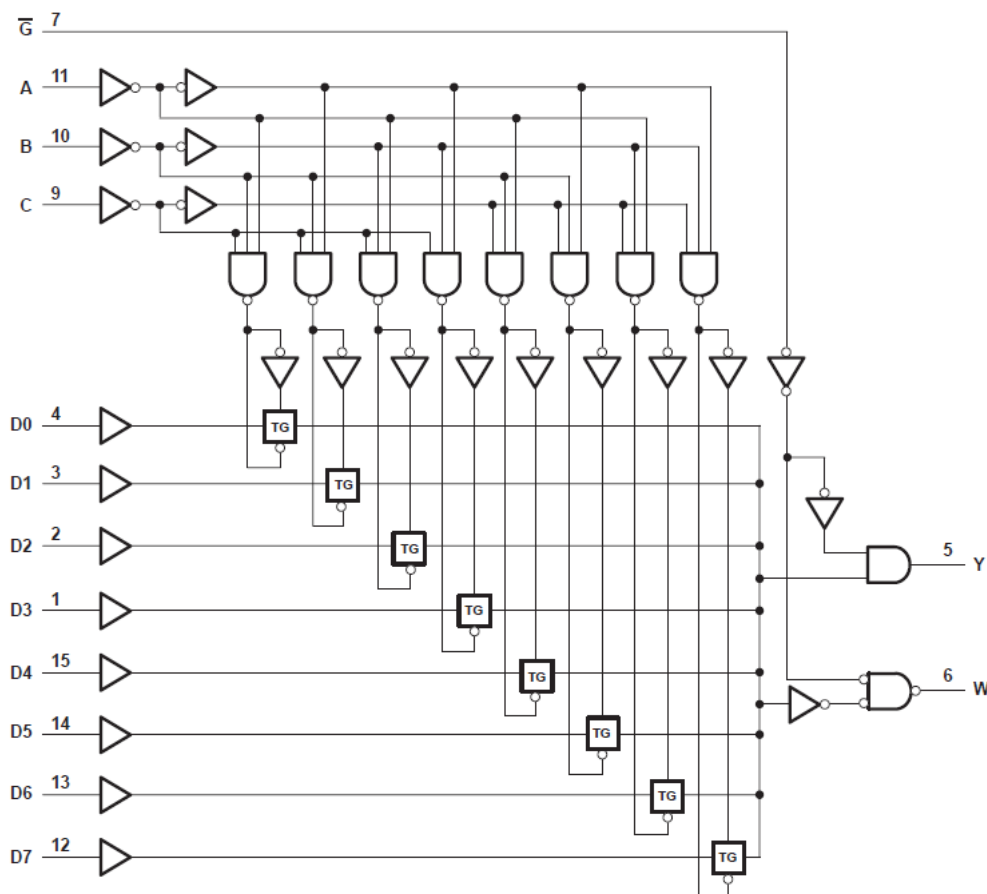 G̅ 7
A 11
B 10
C 9
D0 4
TG
D1 3
TG
D2 2
TG
5 Y
D3 1
TG
D4 15
TG
6 W
D5 14
TG
D6 13
TG
D7 12
TG